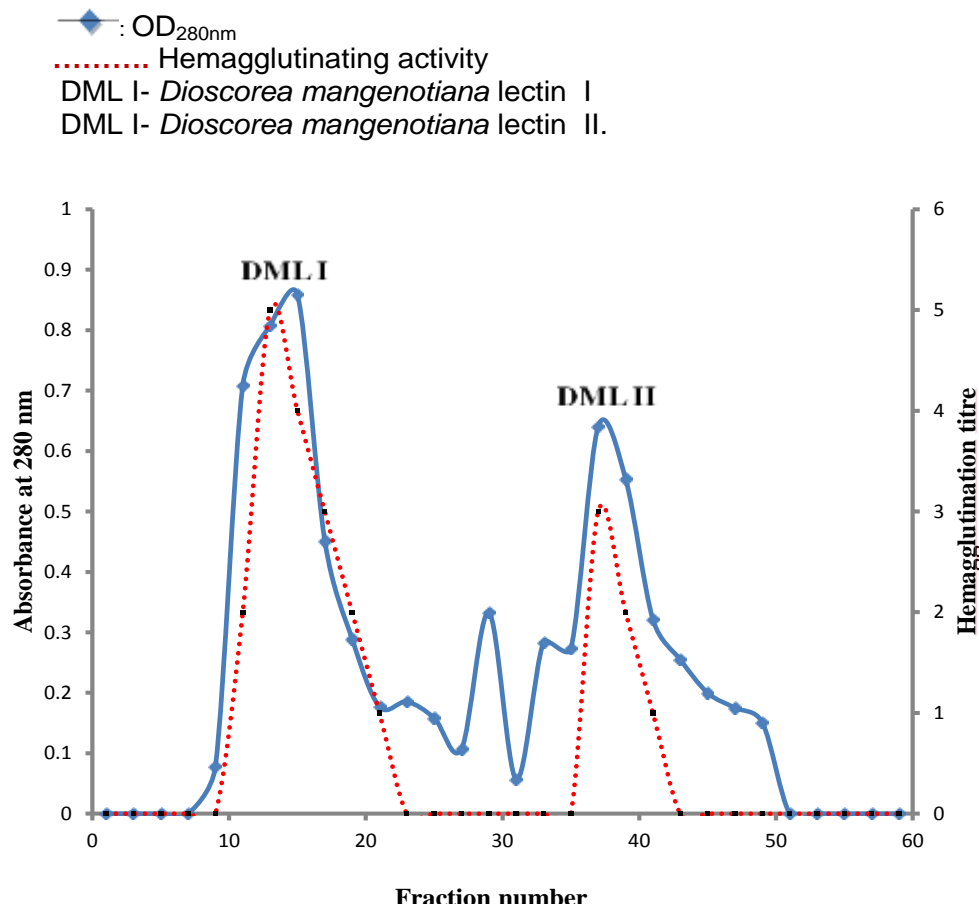 : OD280nm
Hemagglutinating activity
DML I- Dioscorea mangenotiana lectin I
DML I- Dioscorea mangenotiana lectin II.
DML I
DML II
Absorbance at 280 nm
1
0.9
0.8
0.7
0.6
0.5
0.4
0.3
0.2
0.1
0
Hemagglutination titre
6
5
4
3
2
1
0
0 10 20 30 40 50 60
Fraction number